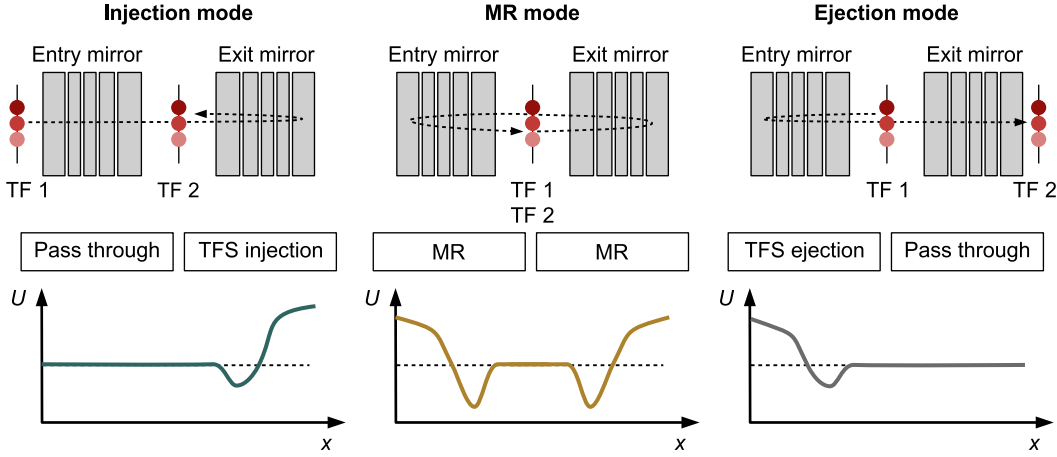 Injection mode
MR mode
Ejection mode
Entry mirror
Exit mirror
Entry mirror
Exit mirror
Entry mirror
Exit mirror
TF 1
TF 2
TF 1
TF 2
TF 1
TF 2
Pass through
TFS injection
MR
MR
TFS ejection
Pass through
U
U
U
x
x
x